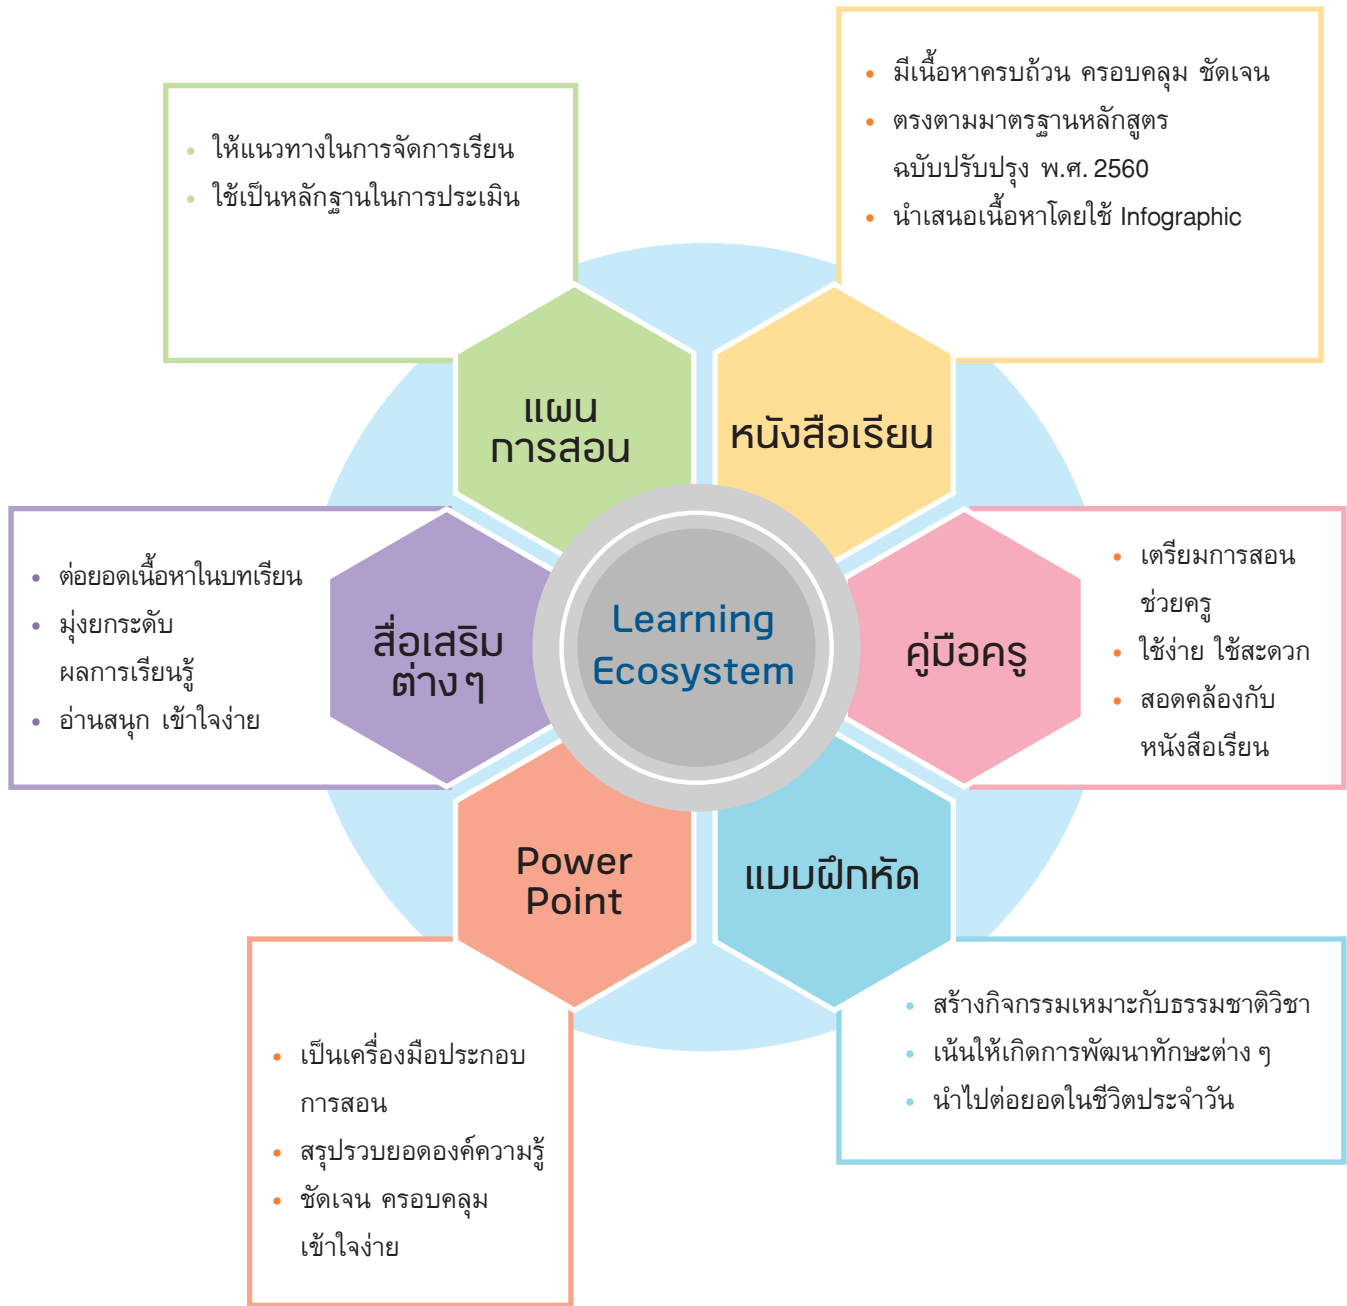 • มีเนื้อหาครบถ้วน ครอบคลุม ชัดเจน
• ตรงตามมาตรฐานหลักสูตร
ฉบับปรับปรุง พ.ศ. 2560
• นำเสนอเนื้อหาโดยใช้ Infographic
• ให้แนวทางในการจัดการเรียน
• ใช้เป็นหลักฐานในการประเมิน
แผน
การสอน
หนังสือเรียน
• ต่อยอดเนื้อหาในบทเรียน
• มุ่งยกระดับ
ผลการเรียนรู้
• อ่านสนุก เข้าใจง่าย
สื่อเสริม
ต่าง ๆ
Learning
Ecosystem
คู่มือครู
• เตรียมการสอน
ช่วยครู
• ใช้ง่าย ใช้สะดวก
• สอดคล้องกับ
หนังสือเรียน
Power
Point
แบบฝึกหัด
• เป็นเครื่องมือประกอบ
การสอน
• สรุปรวบยอดองค์ความรู้
• ชัดเจน ครอบคลุม
เข้าใจง่าย
• สร้างกิจกรรมเหมาะกับธรรมชาติวิชา
• เน้นให้เกิดการพัฒนาทักษะต่าง ๆ
• นำไปต่อยอดในชีวิตประจำวัน